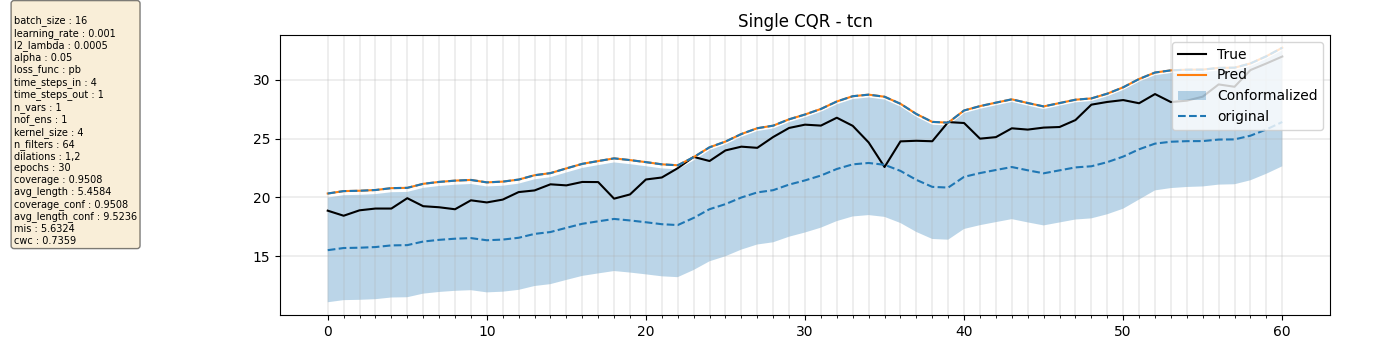 batch_size : 16
learning_rate : 0.001
l2_lambda : 0.0005
alpha : 0.05
loss_func : pb
time_steps_in : 4
time_steps_out : 1
n_vars : 1
nof_ens : 1
kernel_size : 4
n_filters : 64
dilations : 1,2
epochs : 30
coverage : 0.9508
avg_length : 5.4584
coverage_conf : 0.9508
avg_length_conf : 9.5236
mis : 5.6324
cwc : 0.7359
Single CQR - tcn
True
Pred
Conformalized
original
30
25
20
15
0 10 20 30 40 50 60